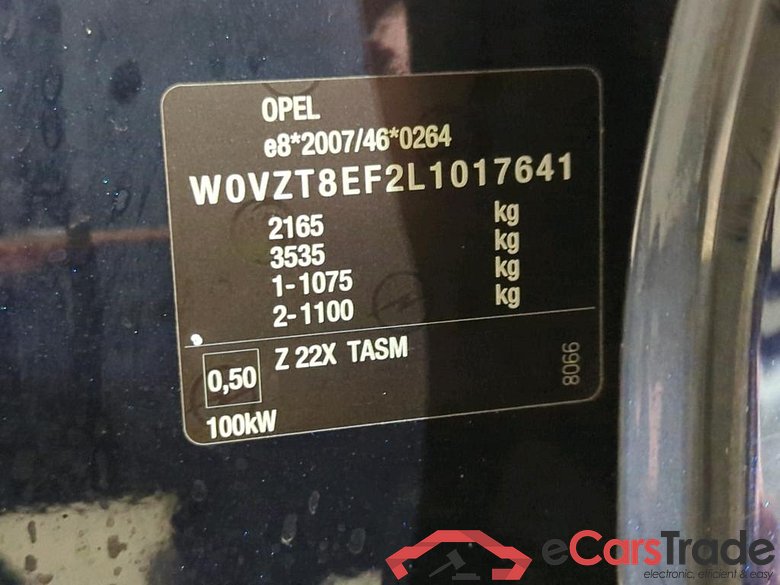 OPEL
e8*2007/46*0264
W0VZT8EF2L1017641
2165 kg
3535 kg
1-1075 kg
2-1100 kg
0,50 Z 22X TASM
8066
100kW
eCarsTrade
electronic, efficient & easy